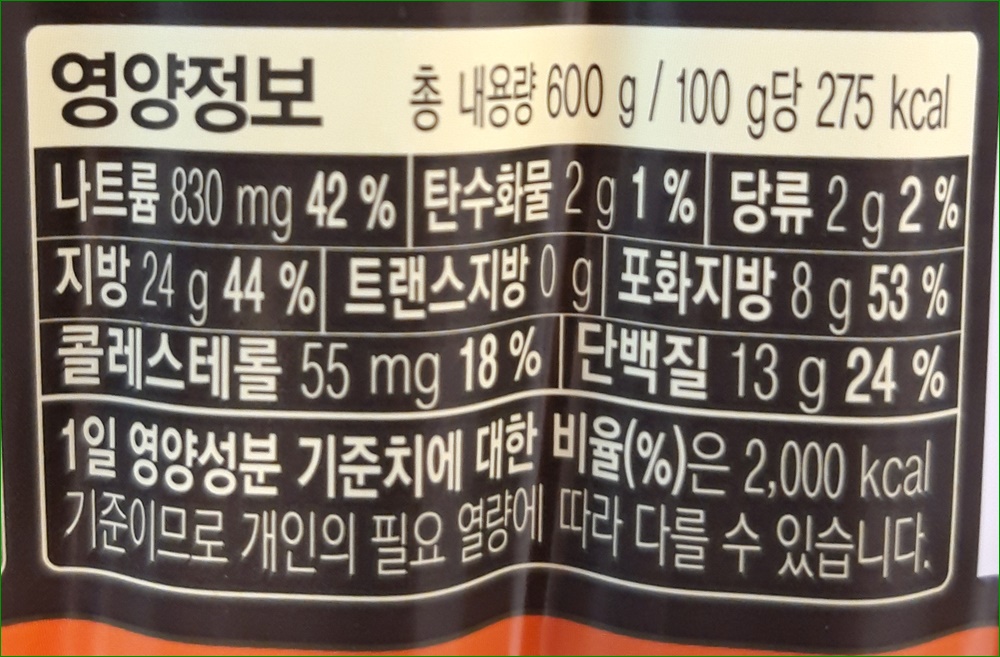 영양정보 총 내용량 600 g / 100 g당 275 kcal
나트륨 830 mg 42 % 탄수화물 2 g 1 % 당류 2 g 2 %
지방 24 g 44 % 트랜스지방 0 g 포화지방 8 g 53 %
콜레스테롤 55 mg 18 % 단백질 13 g 24 %
1일 영양성분 기준치에 대한 비율(%)은 2,000 kcal
기준이므로 개인의 필요 열량에 따라 다를 수 있습니다.